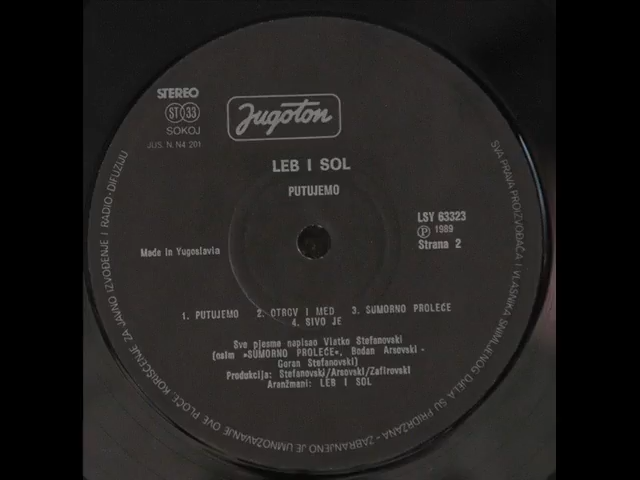 STEREO
ST 33
SOKOJ
JUS. N. N4 201
Jugoton
LEB I SOL
PUTUJEMO
LSY 63323
Ⓟ 1989
Strana 2
Made in Yugoslavia
1. PUTUJEMO 2. OTROV I MED 3. SUMORNO PROLEĆE
4. SIVO JE
Sve pjesme napisao Vlatko Stefanovski
(osim »SUMORNO PROLEĆE«, Bodan Arsovski -
Goran Stefanovski)
Produkcija: Stefanovski/Arsovski/Zafirovski
Aranžmani: LEB I SOL
SVA PRAVA PROIZVOĐAČA I VLASNIKA SNIMLJENOG DJELA SU PRIDRŽANA - ZABRANJENO JE UMNOŽAVANJE OVE PLOČE, KORIŠĆENJE ZA JAVNO IZVOĐENJE I RADIO-DIFUZIJU